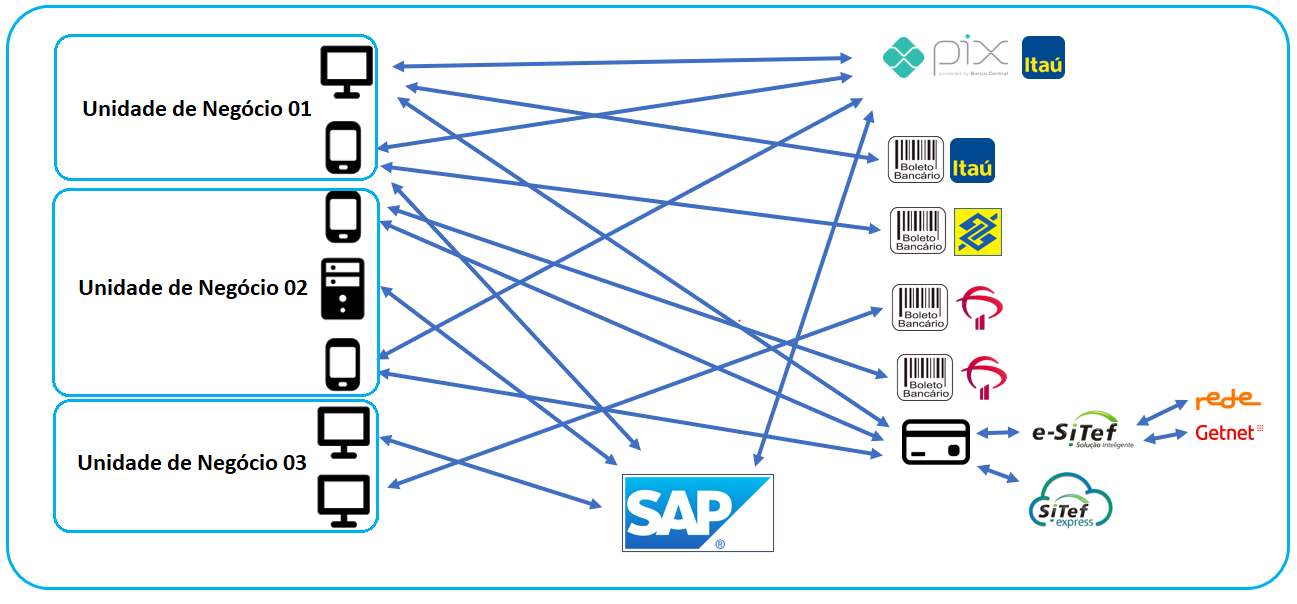 Unidade de Negócio 01
Unidade de Negócio 02
Unidade de Negócio 03
pix
powered by Banco Central
Itaú
Boleto
Bancário
Itaú
Boleto
Bancário
Boleto
Bancário
Boleto
Bancário
e-SiTef
Solução Inteligente
rede
Getnet
SiTef
express
SAP
®